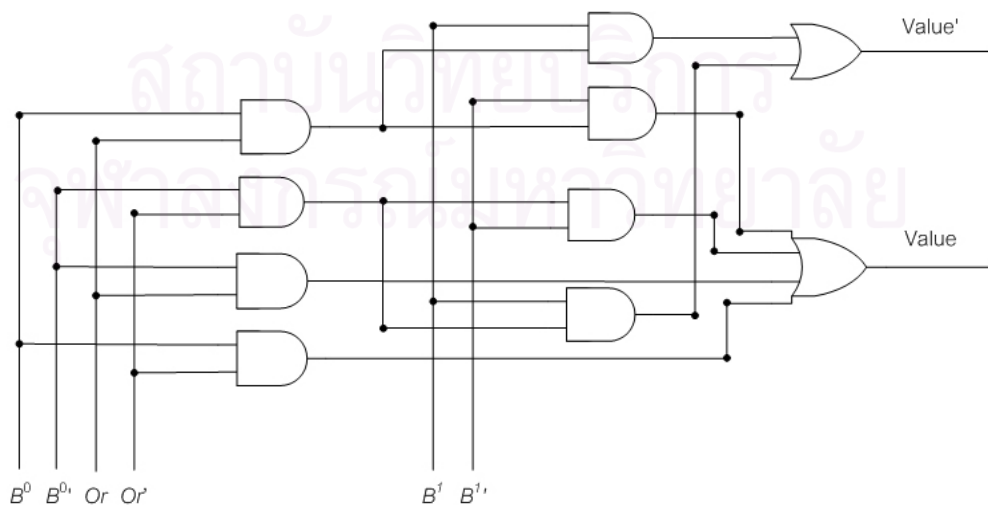 Value'
สถาบันวิทยบริการ
จุฬาลงกรณ์มหาวิทยาลัย
Value
B⁰ B⁰' Or Or' B¹ B¹'